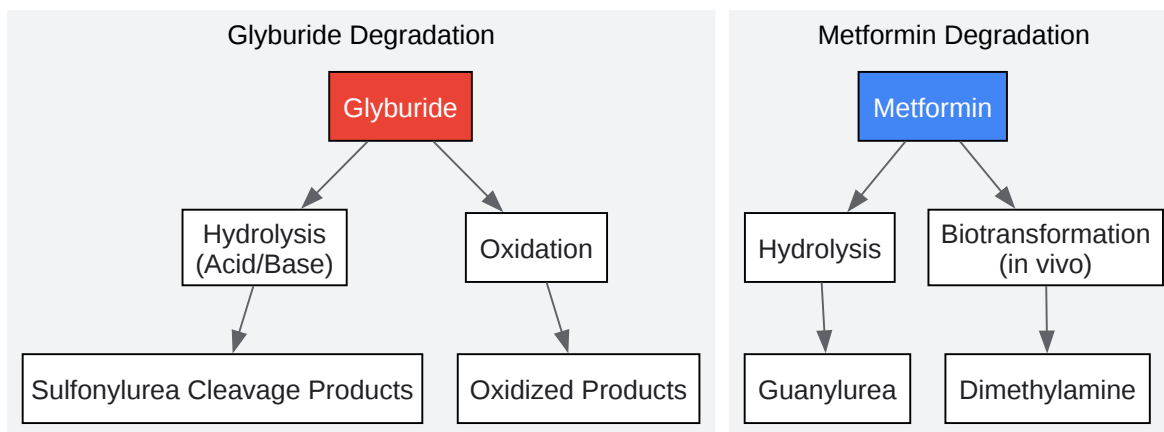 Glyburide Degradation
Glyburide
Hydrolysis
(Acid/Base)
Oxidation
Sulfonylurea Cleavage Products
Oxidized Products
Metformin Degradation
Metformin
Hydrolysis
Biotransformation
(in vivo)
Guanylurea
Dimethylamine